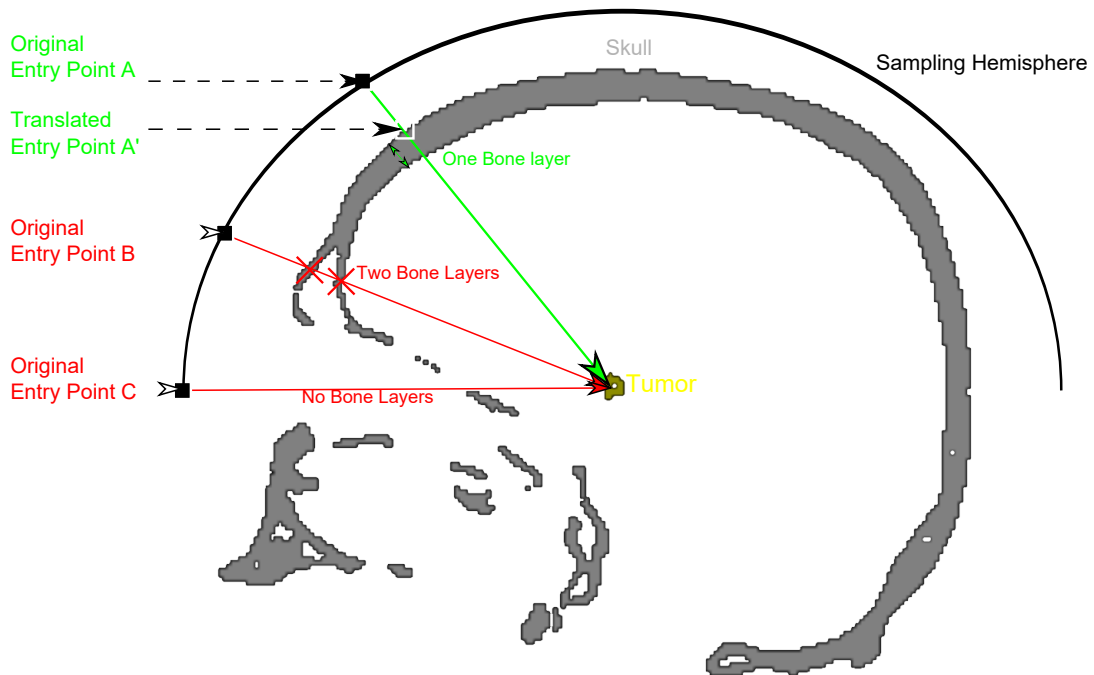 Original
Entry Point A
Skull
Sampling Hemisphere
Translated
Entry Point A'
One Bone layer
Original
Entry Point B
Two Bone Layers
Original
Entry Point C
No Bone Layers
Tumor